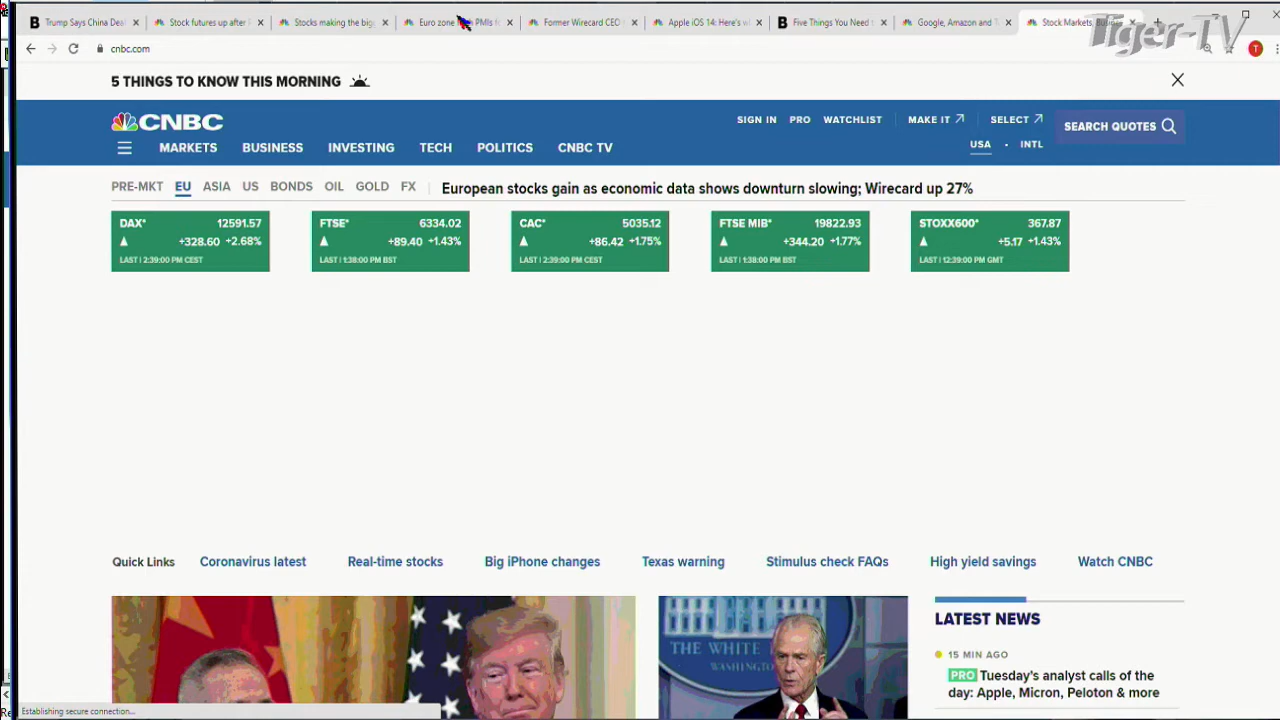 Trump Says China Deal
Stock futures up after
Stocks making the big
Euro zone PMIs
Former Wirecard CEO
Apple iOS 14: Here's
Five Things You Need
Google, Amazon and
Stock Markets,
Tiger-TV
cnbc.com
T
5 THINGS TO KNOW THIS MORNING
CNBC
SIGN IN PRO WATCHLIST MAKE IT SELECT
SEARCH QUOTES
USA · INTL
MARKETS BUSINESS INVESTING TECH POLITICS CNBC TV
PRE-MKT EU ASIA US BONDS OIL GOLD FX
European stocks gain as economic data shows downturn slowing; Wirecard up 27%
DAX* 12591.57
+328.60 +2.68%
LAST | 2:39:00 PM CEST
FTSE* 6334.02
+89.40 +1.43%
LAST | 1:38:00 PM BST
CAC* 5035.12
+86.42 +1.75%
LAST | 2:39:00 PM CEST
FTSE MIB* 19822.93
+344.20 +1.77%
LAST | 1:38:00 PM BST
STOXX600* 367.87
+5.17 +1.43%
LAST | 12:39:00 PM GMT
Quick Links Coronavirus latest Real-time stocks Big iPhone changes Texas warning Stimulus check FAQs High yield savings Watch CNBC
THE WHITE
WASHINGTON
LATEST NEWS
15 MIN AGO
PRO Tuesday's analyst calls of the
day: Apple, Micron, Peloton & more
Establishing secure connection...